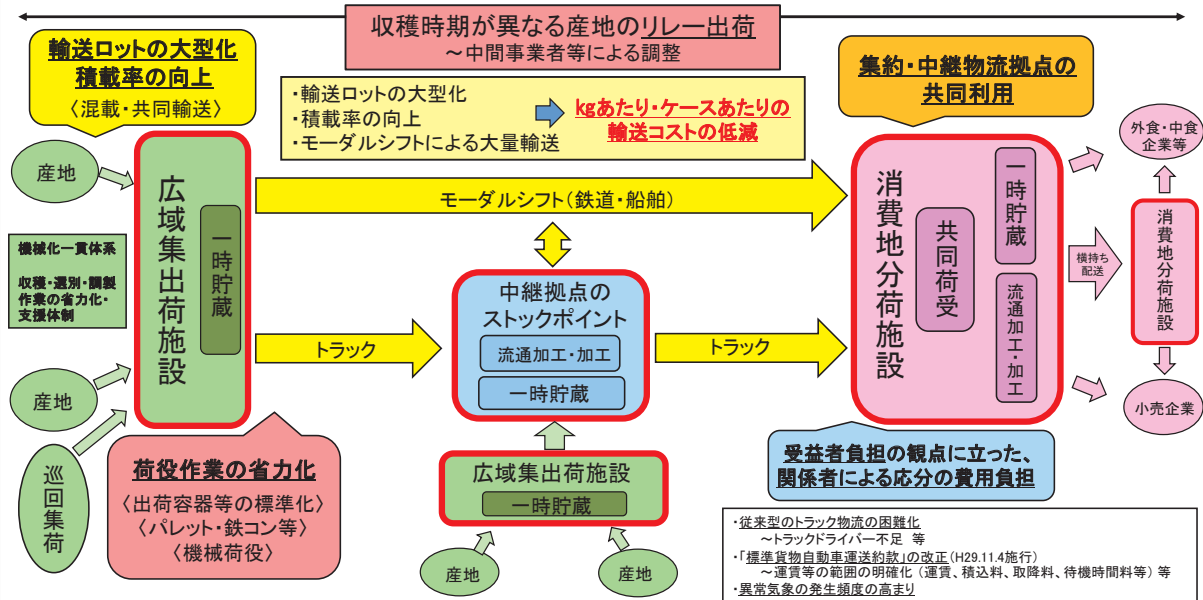 収穫時期が異なる産地のリレー出荷
～中間事業者等による調整
輸送ロットの大型化
積載率の向上
〈混載・共同輸送〉
・輸送ロットの大型化
・積載率の向上
・モーダルシフトによる大量輸送
kgあたり・ケースあたりの
輸送コストの低減
集約・中継物流拠点の
共同利用
産地
機械化一貫体系
収穫・選別・調製
作業の省力化・
支援体制
産地
巡回集荷
広域集出荷施設
一時貯蔵
モーダルシフト(鉄道・船舶)
トラック
中継拠点の
ストックポイント
流通加工・加工
一時貯蔵
トラック
広域集出荷施設
一時貯蔵
産地
産地
消費地分荷施設
共同荷受
一時貯蔵
流通加工・加工
横持ち
配送
外食・中食
企業等
消費地分荷施設
小売企業
荷役作業の省力化
〈出荷容器等の標準化〉
〈パレット・鉄コン等〉
〈機械荷役〉
受益者負担の観点に立った、
関係者による応分の費用負担
・従来型のトラック物流の困難化
～トラックドライバー不足 等
・「標準貨物自動車運送約款」の改正(H29.11.4施行)
～運賃等の範囲の明確化（運賃、積込料、取降料、待機時間料等）等
・異常気象の発生頻度の高まり